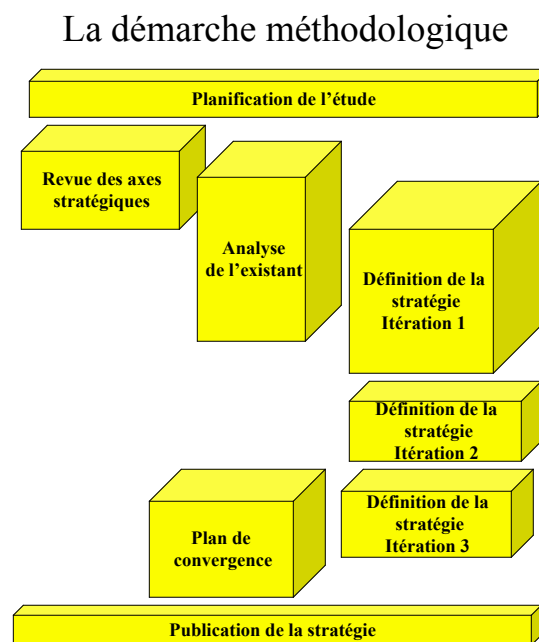 La démarche méthodologique
Planification de l’étude
Revue des axes
stratégiques
Analyse
de l’existant
Définition de la
stratégie
Itération 1
Définition de la
stratégie
Itération 2
Définition de la
stratégie
Itération 3
Plan de
convergence
Publication de la stratégie